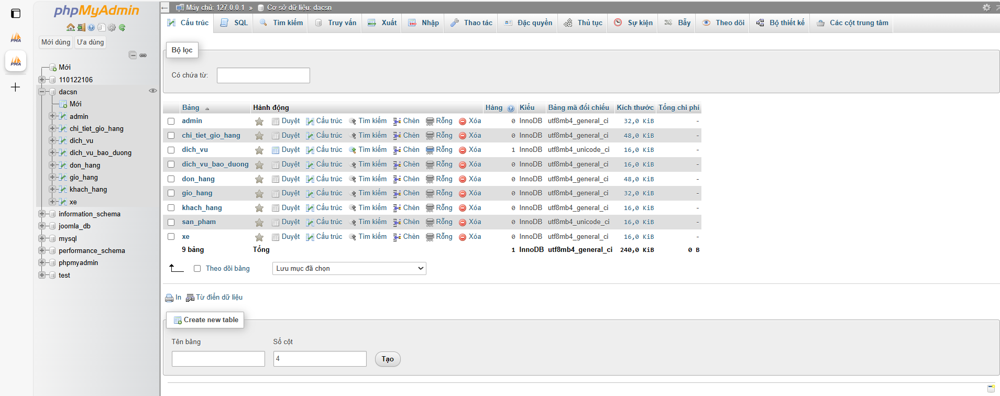 phpMyAdmin
Mới dùng Ưa dùng
Mới
110122106
dacsn
Mới
admin
chi_tiet_gio_hang
dich_vu
dich_vu_bao_duong
don_hang
gio_hang
khach_hang
xe
information_schema
joomla_db
mysql
performance_schema
phpmyadmin
test
PMA
PMA
Máy chủ: 127.0.0.1 » Cơ sở dữ liệu: dacsn
Cấu trúc SQL Tìm kiếm Truy vấn Xuất Nhập Thao tác Đặc quyền Thủ tục Sự kiện Bẫy Theo dõi Bộ thiết kế Các cột trung tâm
Bộ lọc
Có chứa từ:
Bảng Hành động Hàng Kiểu Bảng mã đối chiếu Kích thước Tổng chi phí
admin Duyệt Cấu trúc Tìm kiếm Chèn Rỗng Xóa 0 InnoDB utf8mb4_general_ci 32,0 KiB -
chi_tiet_gio_hang Duyệt Cấu trúc Tìm kiếm Chèn Rỗng Xóa 0 InnoDB utf8mb4_general_ci 48,0 KiB -
dich_vu Duyệt Cấu trúc Tìm kiếm Chèn Rỗng Xóa 1 InnoDB utf8mb4_unicode_ci 16,0 KiB -
dich_vu_bao_duong Duyệt Cấu trúc Tìm kiếm Chèn Rỗng Xóa 0 InnoDB utf8mb4_general_ci 16,0 KiB -
don_hang Duyệt Cấu trúc Tìm kiếm Chèn Rỗng Xóa 0 InnoDB utf8mb4_general_ci 48,0 KiB -
gio_hang Duyệt Cấu trúc Tìm kiếm Chèn Rỗng Xóa 0 InnoDB utf8mb4_general_ci 32,0 KiB -
khach_hang Duyệt Cấu trúc Tìm kiếm Chèn Rỗng Xóa 0 InnoDB utf8mb4_general_ci 16,0 KiB -
san_pham Duyệt Cấu trúc Tìm kiếm Chèn Rỗng Xóa 0 InnoDB utf8mb4_unicode_ci 16,0 KiB -
xe Duyệt Cấu trúc Tìm kiếm Chèn Rỗng Xóa 0 InnoDB utf8mb4_general_ci 16,0 KiB -
9 bảng Tổng 1 InnoDB utf8mb4_general_ci 240,0 KiB 0 B
Theo dõi bảng Lưu mục đã chọn
In Từ điển dữ liệu
Create new table
Tên bảng Số cột
4 Tạo